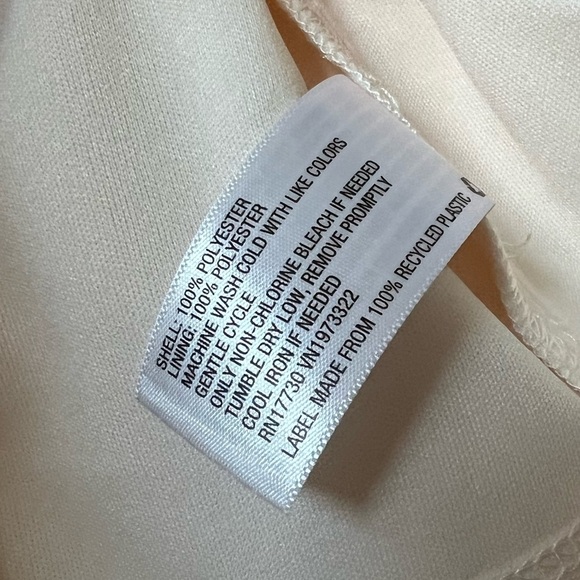 SHELL: 100% POLYESTER
LINING: 100% POLYESTER
MACHINE WASH COLD WITH LIKE COLORS
GENTLE CYCLE
ONLY NON-CHLORINE BLEACH IF NEEDED
TUMBLE DRY LOW, REMOVE PROMPTLY
COOL IRON IF NEEDED
RN17730 VN1973322
LABEL MADE FROM 100% RECYCLED PLASTIC